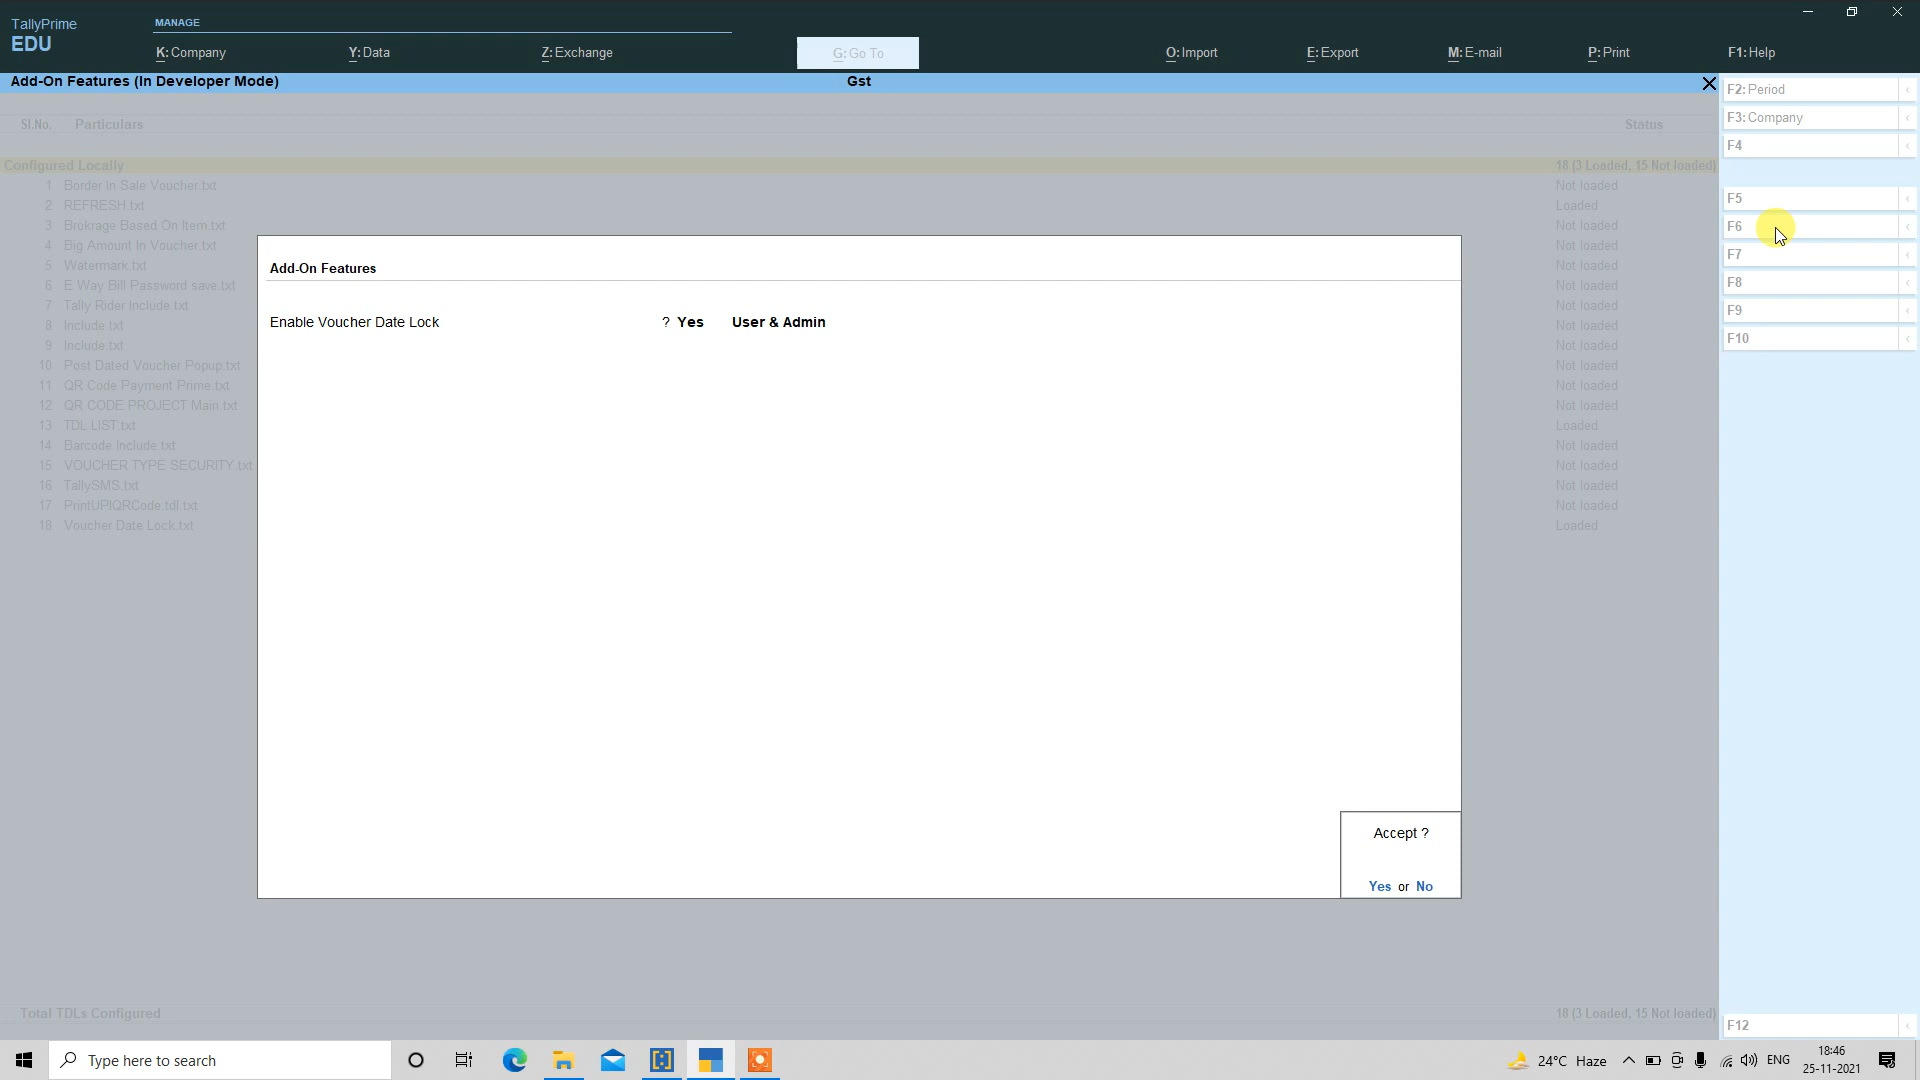 TallyPrime
EDU
MANAGE
K: Company
Y: Data
Z: Exchange
G: Go To
O: Import
E: Export
M: E-mail
P: Print
F1: Help
Add-On Features (In Developer Mode)
Gst
Sl.No. Particulars Status
Configured Locally 18 (3 Loaded, 15 Not loaded)
1 Border In Sale Voucher.txt Not loaded
2 REFRESH.txt Loaded
3 Brokrage Based On Item.txt Not loaded
4 Big Amount In Voucher.txt Not loaded
5 Watermark.txt Not loaded
6 E Way Bill Password save.txt Not loaded
7 Tally Rider Include.txt Not loaded
8 Include.txt Not loaded
9 Include.txt Not loaded
10 Post Dated Voucher Popup.txt Not loaded
11 QR Code Payment Prime.txt Not loaded
12 QR CODE PROJECT Main.txt Not loaded
13 TDL LIST.txt Loaded
14 Barcode Include.txt Not loaded
15 VOUCHER TYPE SECURITY.txt Not loaded
16 TallySMS.txt Not loaded
17 PrintUPIQRCode.tdl.txt Not loaded
18 Voucher Date Lock.txt Loaded
Add-On Features
Enable Voucher Date Lock ? Yes User & Admin
Accept ?
Yes or No
Total TDLs Configured 18 (3 Loaded, 15 Not loaded)
F2: Period
F3: Company
F4
F5
F6
F7
F8
F9
F10
F12
Type here to search
24°C Haze
ENG
18:46
25-11-2021